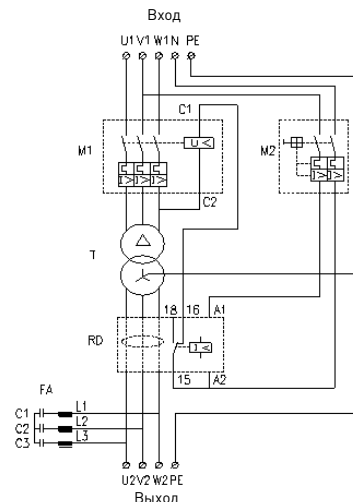 Вход
U1 V1 W1 N PE
C1
M1
U<
M2
C2
T
18 16 A1
RD
15 A2
FA
C1 L1
C2 L2
C3 L3
U2 V2 W2 PE
Выход